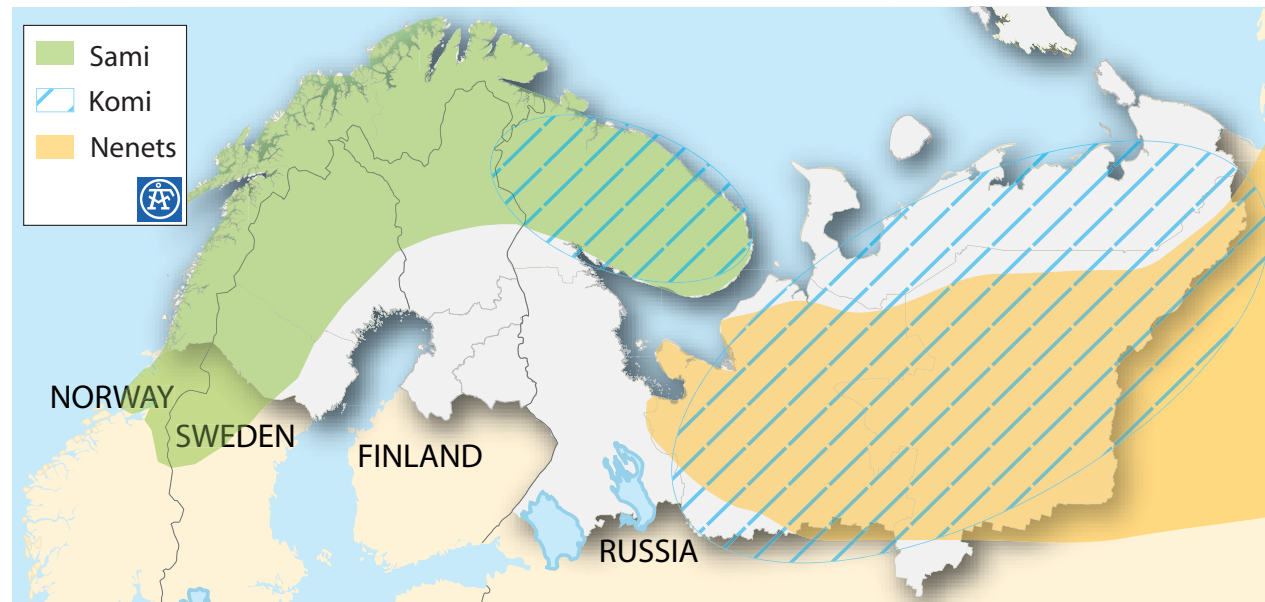 Sami
Komi
Nenets
NORWAY
SWEDEN
FINLAND
RUSSIA